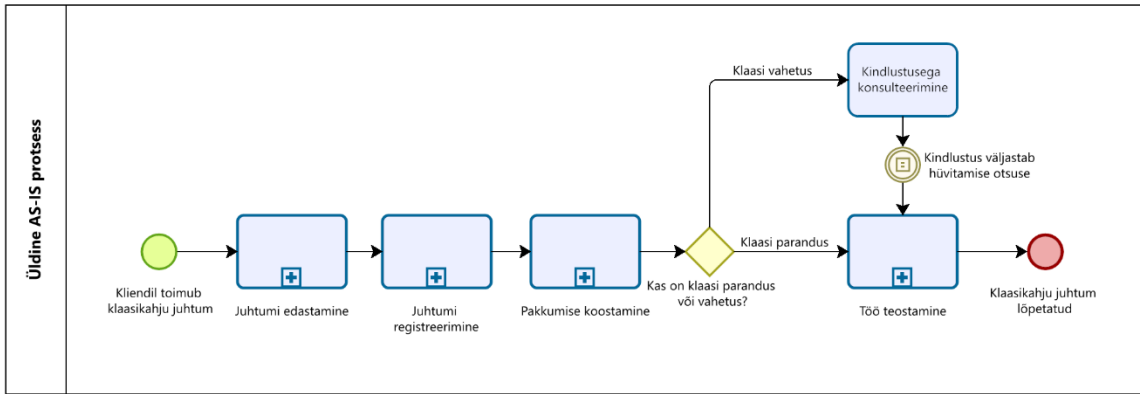 Üldine AS-IS protsess
Klaasi vahetus
Kindlustusega
konsulteerimine
Kindlustus väljastab
hüvitamise otsuse
Klaasi parandus
Kliendil toimub
klaasikahju juhtum
Juhtumi edastamine
Juhtumi
registreerimine
Pakkumise koostamine
Kas on klaasi parandus
või vahetus?
Töö teostamine
Klaasikahju juhtum
lõpetatud